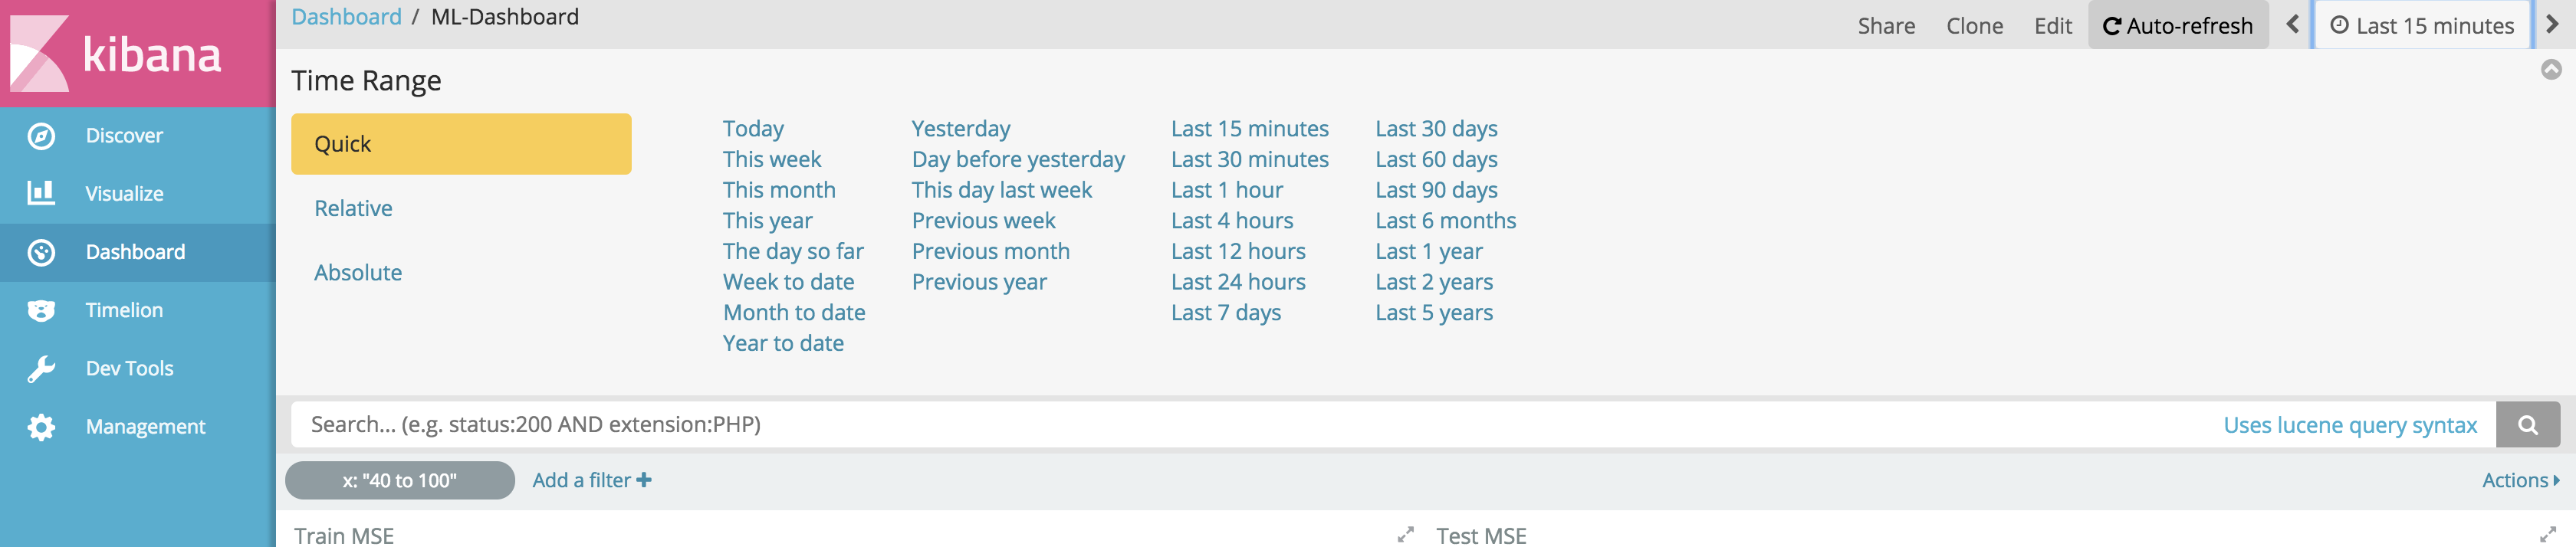 kibana
Discover
Visualize
Dashboard
Timelion
Dev Tools
Management
Dashboard / ML-Dashboard
Share Clone Edit Auto-refresh Last 15 minutes
Time Range
Quick
Relative
Absolute
Today
This week
This month
This year
The day so far
Week to date
Month to date
Year to date
Yesterday
Day before yesterday
This day last week
Previous week
Previous month
Previous year
Last 15 minutes
Last 30 minutes
Last 1 hour
Last 4 hours
Last 12 hours
Last 24 hours
Last 7 days
Last 30 days
Last 60 days
Last 90 days
Last 6 months
Last 1 year
Last 2 years
Last 5 years
Search... (e.g. status:200 AND extension:PHP) Uses lucene query syntax
x: "40 to 100" Add a filter + Actions
Train MSE Test MSE